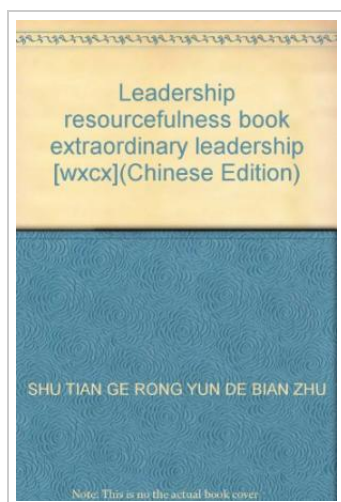 Leadership
resourcefulness book
extraordinary leadership
[wxcx](Chinese Edition)
SHU TIAN GE RONG YUN DE BIAN ZHU
Note: This is no the actual book cover